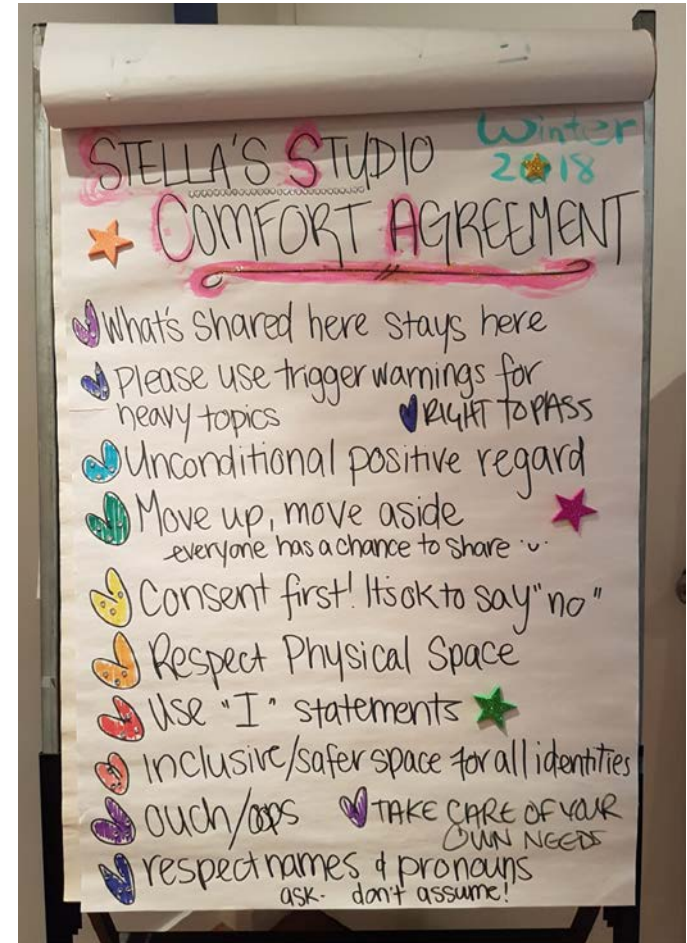 STELLA'S STUDIO
Winter
2018
COMFORT AGREEMENT
What's shared here stays here
Please use trigger warnings for
heavy topics
RIGHT TO PASS
Unconditional positive regard
Move up, move aside
everyone has a chance to share
Consent first! It's ok to say "no"
Respect Physical Space
Use "I" statements
inclusive/safer space for all identities
ouch/oops
TAKE CARE OF YOUR
OWN NEEDS
respect names & pronouns
ask. don't assume!